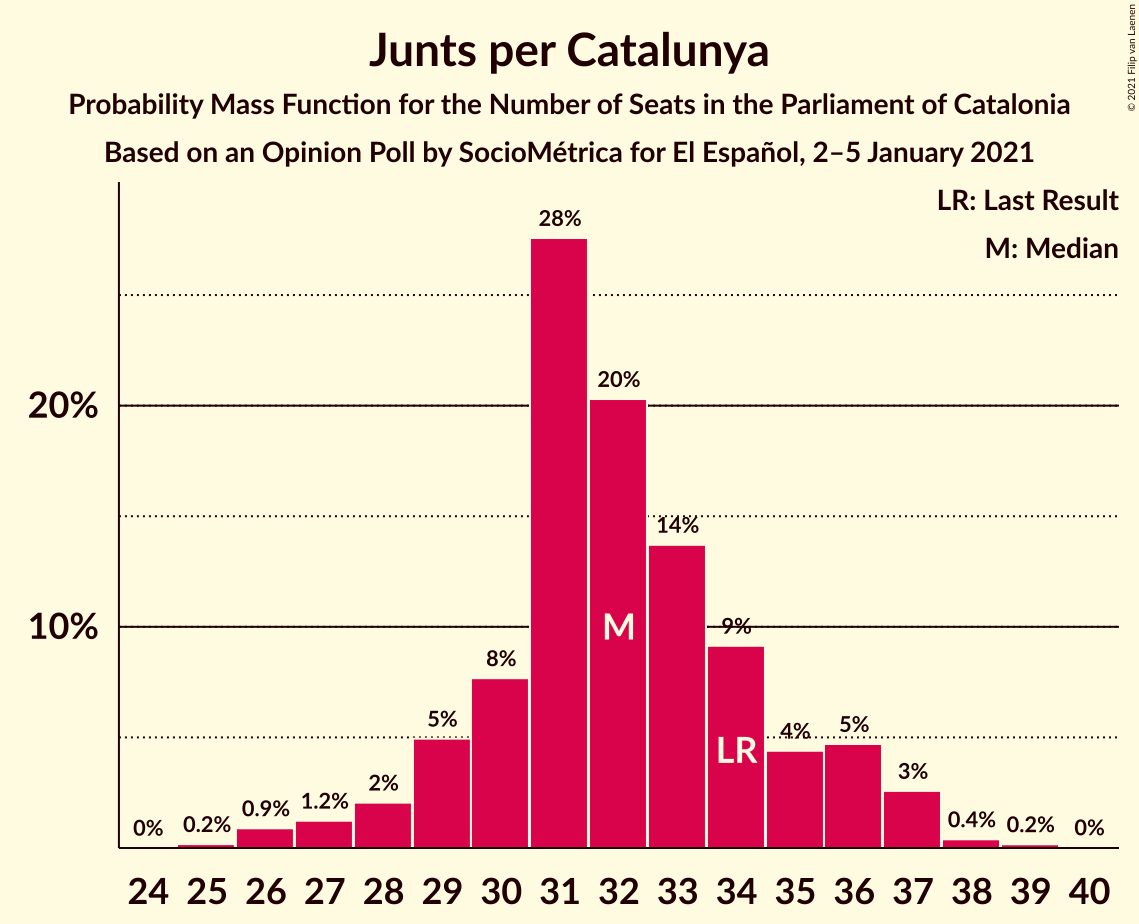 Junts per Catalunya
Probability Mass Function for the Number of Seats in the Parliament of Catalonia
Based on an Opinion Poll by SocioMétrica for El Español, 2–5 January 2021
© 2021 Filip van Laenen
LR: Last Result
M: Median
28%
20%
20%
14%
10%
M
9%
8%
5%
LR
4%
5%
3%
2%
0%
0.2%
0.9%
1.2%
0.4%
0.2%
0%
24 25 26 27 28 29 30 31 32 33 34 35 36 37 38 39 40